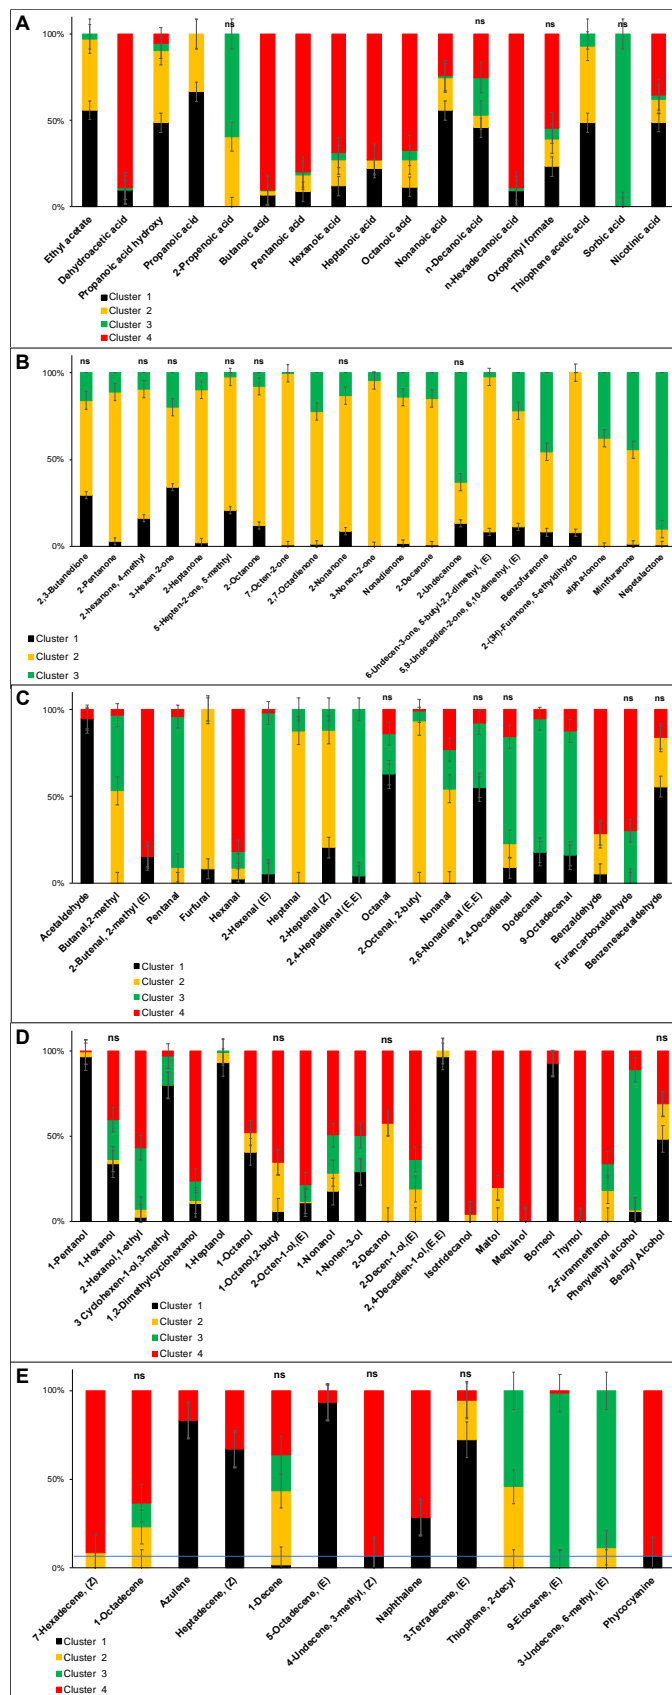 A
ns
ns
ns
ns
100%
50%
0%
Ethyl acetate
Dehydroacetic acid
Propanoic acid hydroxy
Propanoic acid
2-Propenoic acid
Butanoic acid
Pentanoic acid
Hexanoic acid
Heptanoic acid
Octanoic acid
Nonanoic acid
n-Decanoic acid
n-Hexadecanoic acid
Oxopentyl formate
Thiophene acetic acid
Sorbic acid
Nicotinic acid
Cluster 1
Cluster 2
Cluster 3
Cluster 4
B
ns
ns
ns
ns
ns
ns
ns
100%
50%
0%
2,3-Butanedione
2-Pentanone
2-hexanone, 4-methyl
3-Hexen-2-one
2-Heptanone
5-Hepten-2-one, 5-methyl
2-Octanone
7-Octen-2-one
2,7-Octadienone
2-Nonanone
3-Nonen-2-one
Nonadienone
2-Decanone
2-Undecanone
6-Undecen-3-one, 5-butyl-2,2-dimethyl, (E)
5,9-Undecadien-2-one, 6,10-dimethyl, (E)
Benzofuranone
2-(3H)-Furanone, 5-ethyldihydro
alpha-Ionone
Mintfuranone
Nepetalactone
Cluster 1
Cluster 2
Cluster 3
C
ns
ns
ns
ns
ns
100%
50%
0%
Acetaldehyde
Butanal,2-methyl
2-Butenal, 2-methyl (E)
Pentanal
Furfural
Hexanal
2-Hexenal (E)
Heptanal
2-Heptenal (Z)
2,4-Heptadienal (E,E)
Octanal
2-Octenal, 2-butyl
Nonanal
2,6-Nonadienal (E,E)
2,4-Decadienal
Dodecanal
9-Octadecenal
Benzaldehyde
Furancarboxaldehyde
Benzeneacetaldehyde
Cluster 1
Cluster 2
Cluster 3
Cluster 4
D
ns
ns
ns
ns
100%
50%
0%
1-Pentanol
1-Hexanol
2-Hexanol, 1-ethyl
3 Cyclohexen-1-ol, 3-methyl
1,2-Dimethylcyclohexanol
1-Heptanol
1-Octanol
1-Octanol,2-butyl
2-Octen-1-ol,(E)
1-Nonanol
1-Nonen-3-ol
2-Decanol
2-Decen-1-ol,(E)
2,4-Decadien-1-ol,(E,E)
Isotridecanol
Maltol
Mequinol
Borneol
Thymol
2-Furanmethanol
Phenylethyl alcohol
Benzyl Alcohol
Cluster 1
Cluster 2
Cluster 3
Cluster 4
E
ns
ns
ns
ns
100%
50%
0%
7-Hexadecene, (Z)
1-Octadecene
Azulene
Heptadecene, (Z)
1-Decene
5-Octadecene, (E)
4-Undecene, 3-methyl, (Z)
Naphthalene
3-Tetradecene, (E)
Thiophene, 2-decyl
9-Eicosene, (E)
3-Undecene, 6-methyl, (E)
Phycocyanine
Cluster 1
Cluster 2
Cluster 3
Cluster 4